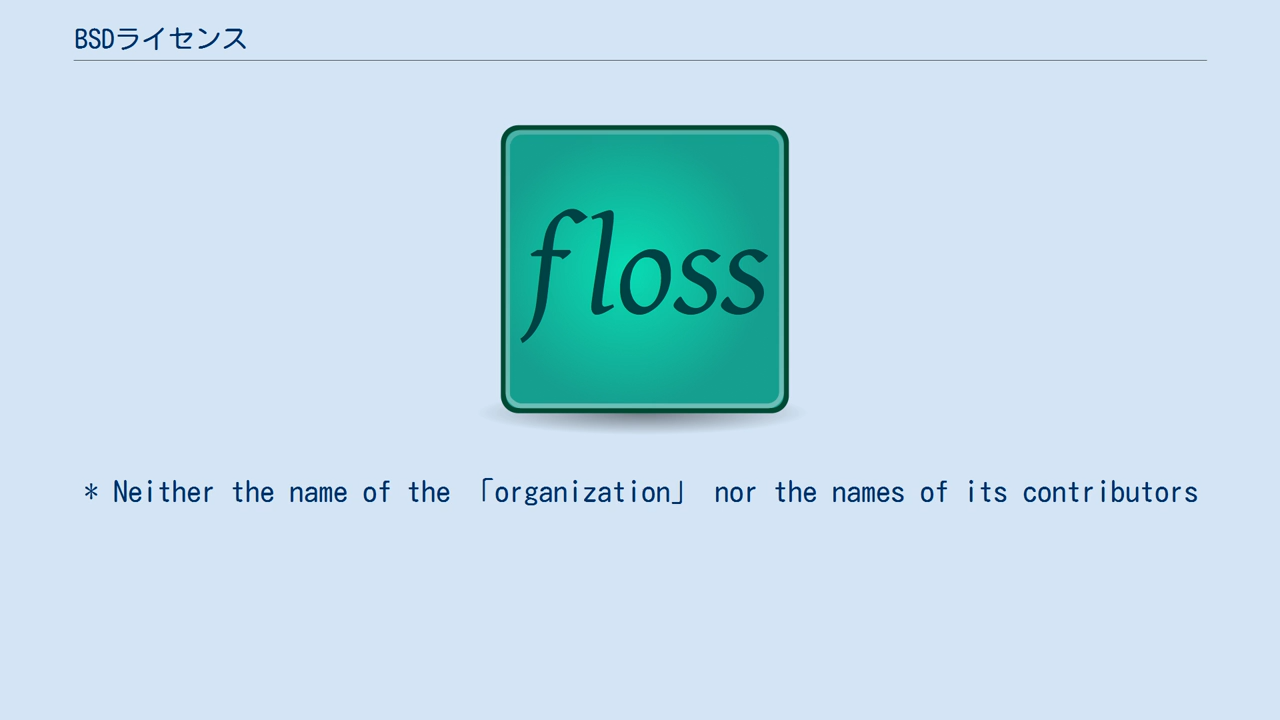 BSDライセンス
floss
* Neither the name of the 「organization」 nor the names of its contributors